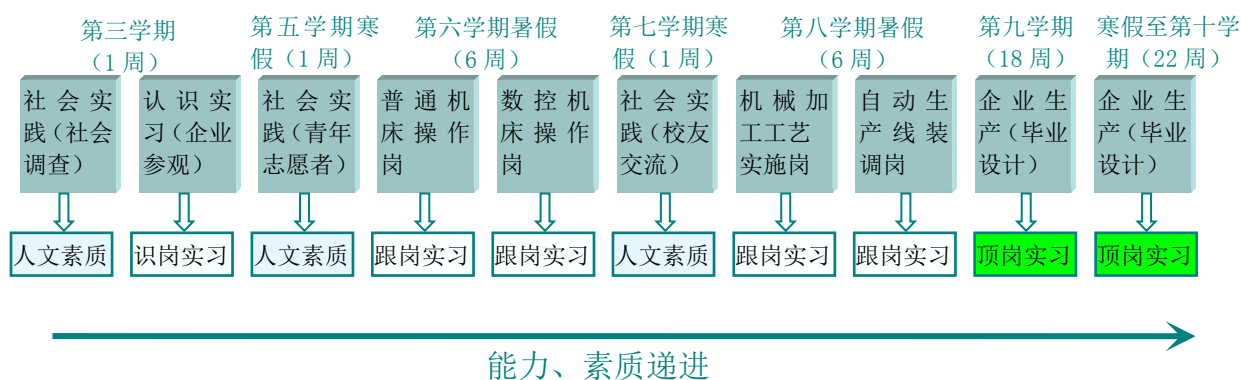 第三学期
（1 周）
第五学期寒
假（1 周）
第六学期暑假
（6 周）
第七学期寒
假（1 周）
第八学期暑假
（6 周）
第九学期
（18 周）
寒假至第十学
期（22 周）
社会实
践（社会
调查）
认识实
习（企业
参观）
社会实
践（青年
志愿者）
普通机
床操作
岗
数控机
床操作
岗
社会实
践（校友
交流）
机械加
工工艺
实施岗
自动生
产线装
调岗
企业生
产（毕业
设计）
企业生
产（毕业
设计）
人文素质
识岗实习
人文素质
跟岗实习
跟岗实习
人文素质
跟岗实习
跟岗实习
顶岗实习
顶岗实习
能力、素质递进